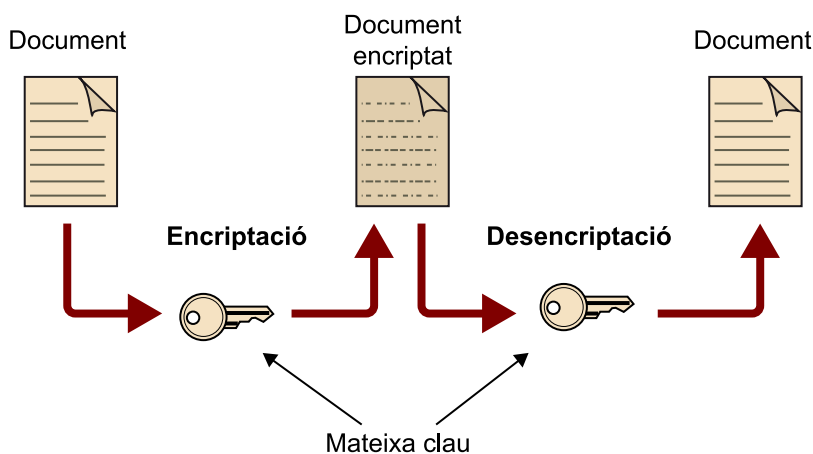 Document
Document
encriptat
Document
Encriptació
Desencriptació
Mateixa clau